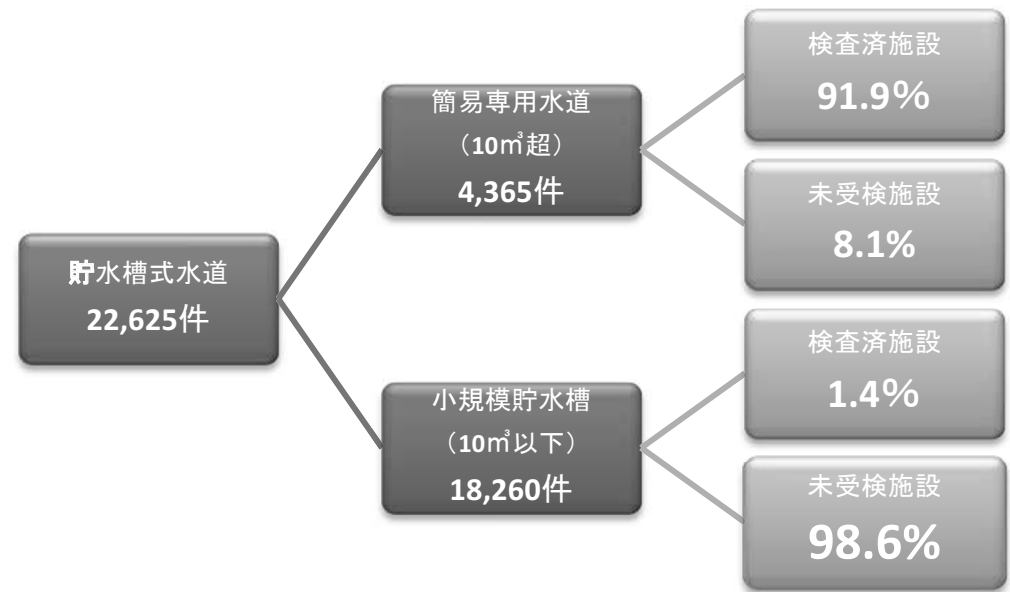 貯水槽式水道
22,625件
簡易専用水道
（10㎥超）
4,365件
小規模貯水槽
（10㎥以下）
18,260件
検査済施設
91.9％
未受検施設
8.1%
検査済施設
1.4％
未受検施設
98.6%